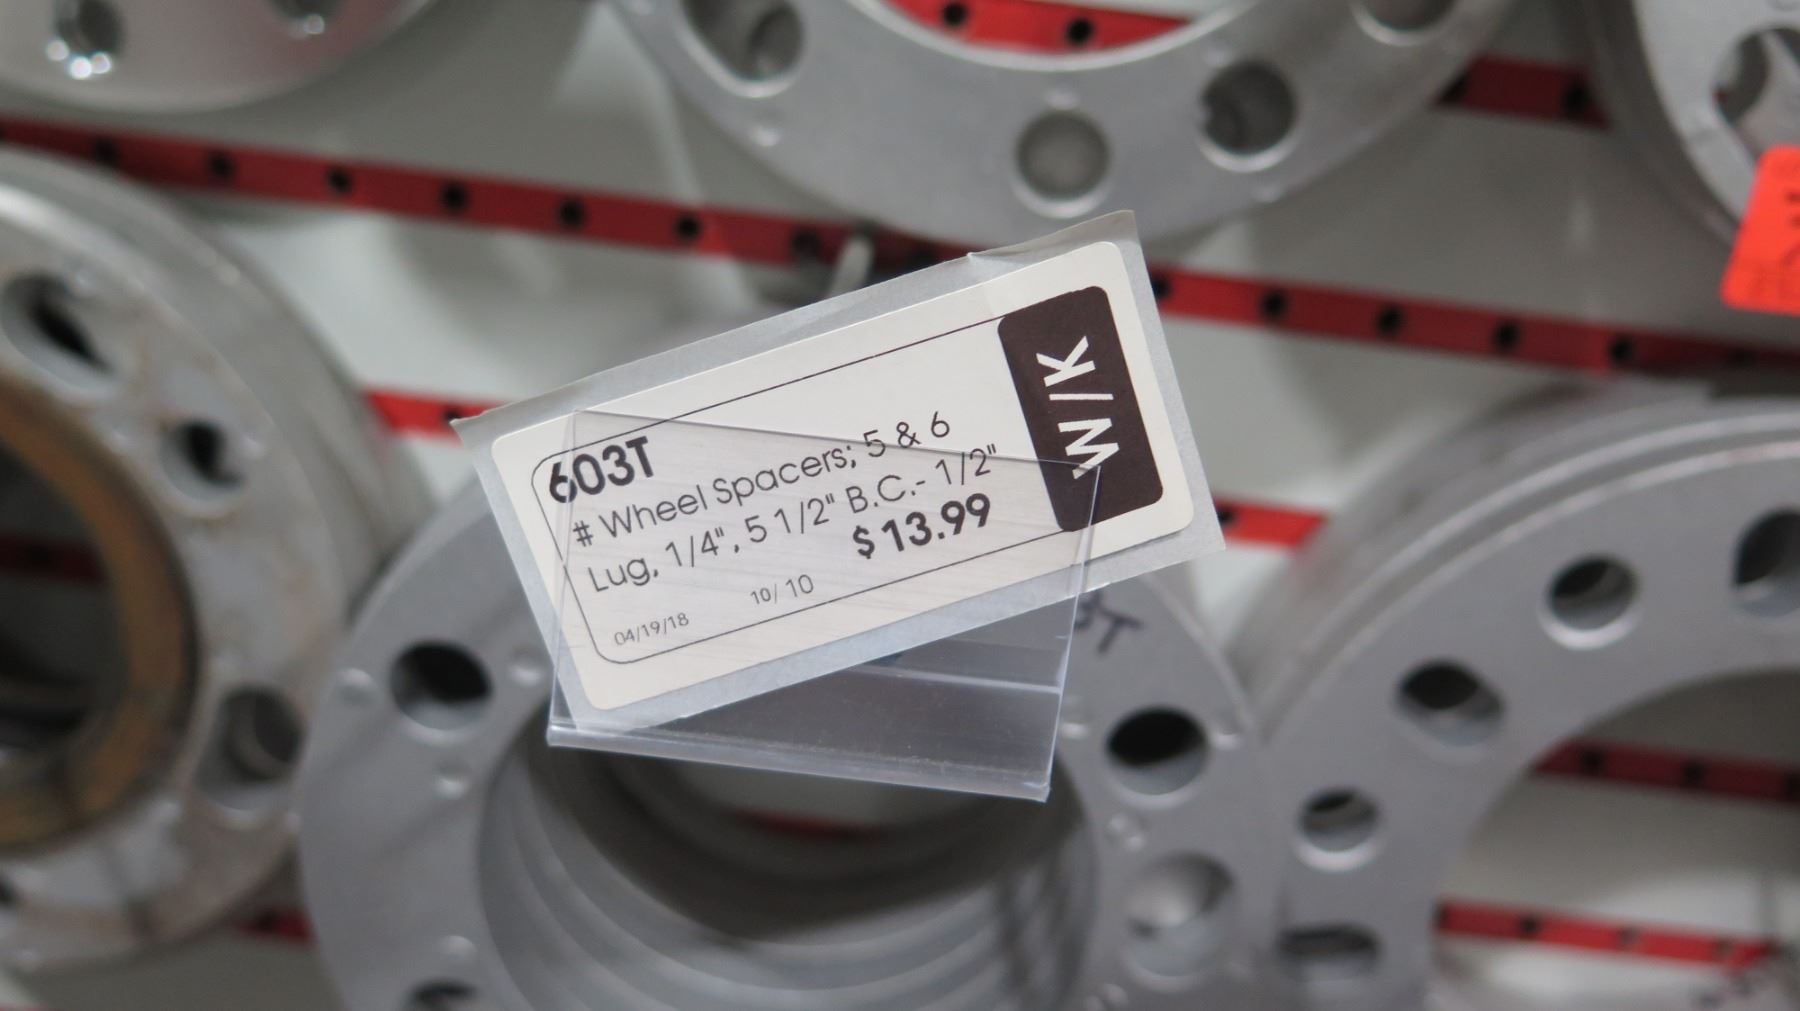 603T
# Wheel Spacers; 5 & 6
Lug, 1/4", 5 1/2" B.C.- 1/2"
$ 13.99
04/19/18 10/ 10
W/K
3T